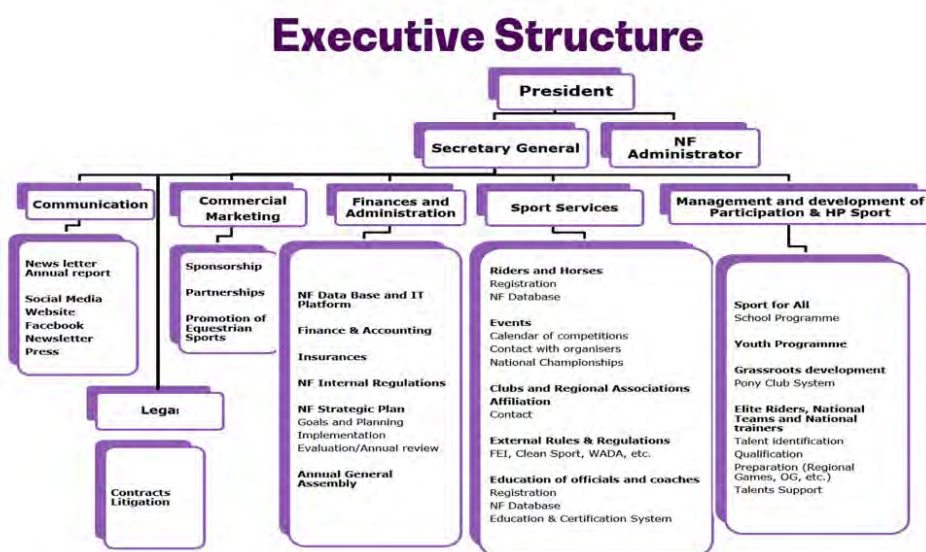 Executive Structure
President
Secretary General
NF
Administrator
Communication
Commercial
Marketing
Finances and
Administration
Sport Services
Management and development of
Participation & HP Sport
News letter
Annual report
Social Media
Website
Facebook
Newsletter
Press
Sponsorship
Partnerships
Promotion of
Equestrian
Sports
NF Data Base and IT
Platform
Finance & Accounting
Insurances
NF Internal Regulations
NF Strategic Plan
Goals and Planning
Implementation
Evaluation/Annual review
Annual General
Assembly
Riders and Horses
Registration
NF Database
Events
Calendar of competitions
Contact with organisers
National Championships
Clubs and Regional Associations
Affiliation
Contact
External Rules & Regulations
FEI, Clean Sport, WADA, etc.
Education of officials and coaches
Registration
NF Database
Education & Certification System
Sport for All
School Programme
Youth Programme
Grassroots development
Pony Club System
Elite Riders, National
Teams and National
trainers
Talent identification
Qualification
Preparation (Regional
Games, OG, etc.)
Talents Support
Legal
Contracts
Litigation